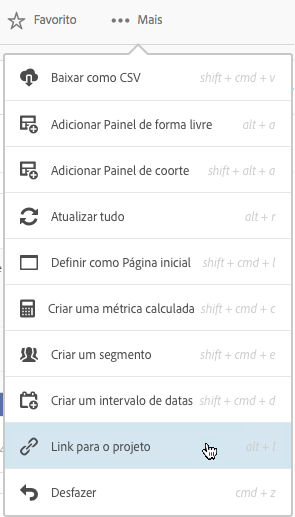 Favorito ••• Mais
Baixar como CSV shift + cmd + v
Adicionar Painel de forma livre alt + a
Adicionar Painel de coorte shift + alt + a
Atualizar tudo alt + r
Definir como Página inicial shift + cmd + l
Criar uma métrica calculada shift + cmd + c
Criar um segmento shift + cmd + e
Criar um intervalo de datas shift + cmd + d
Link para o projeto alt + l
Desfazer cmd + z